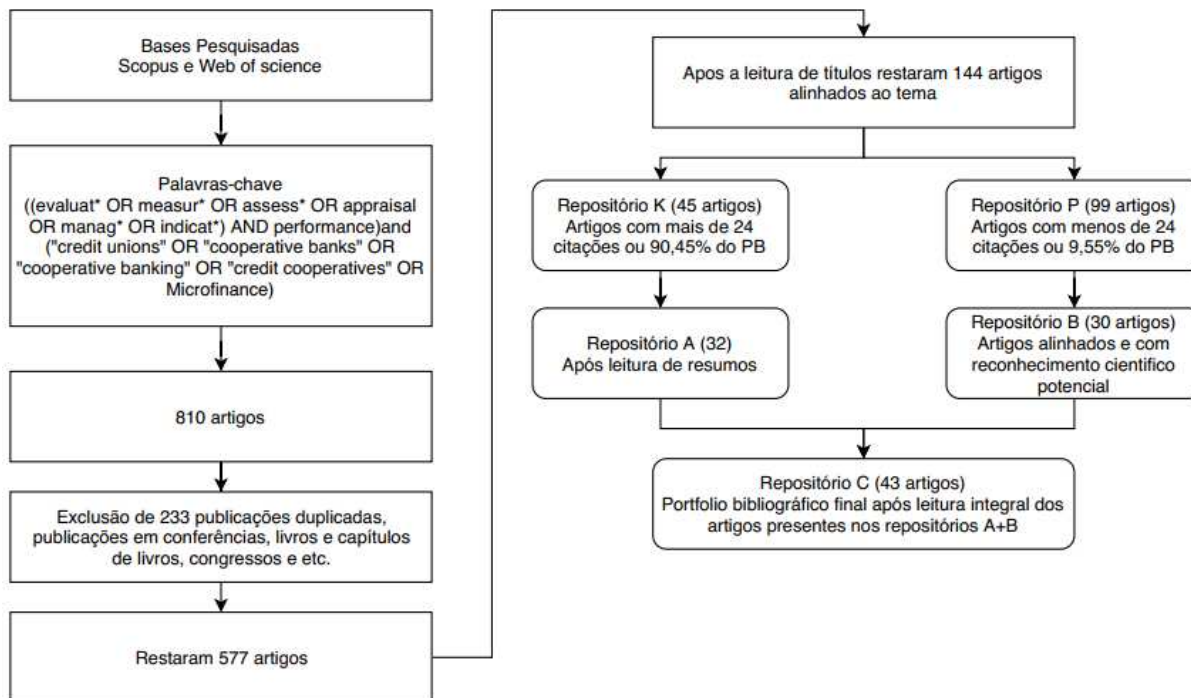 Bases Pesquisadas
Scopus e Web of science
Palavras-chave
((evaluat* OR measur* OR assess* OR appraisal
OR manag* OR indicat*) AND performance)and
("credit unions" OR "cooperative banks" OR
"cooperative banking" OR "credit cooperatives" OR
Microfinance)
810 artigos
Exclusão de 233 publicações duplicadas,
publicações em conferências, livros e capítulos
de livros, congressos e etc.
Restaram 577 artigos
Apos a leitura de títulos restaram 144 artigos
alinhados ao tema
Repositório K (45 artigos)
Artigos com mais de 24
citações ou 90,45% do PB
Repositório P (99 artigos)
Artigos com menos de 24
citações ou 9,55% do PB
Repositório A (32)
Após leitura de resumos
Repositório B (30 artigos)
Artigos alinhados e com
reconhecimento cientifico
potencial
Repositório C (43 artigos)
Portfolio bibliográfico final após leitura integral dos
artigos presentes nos repositórios A+B